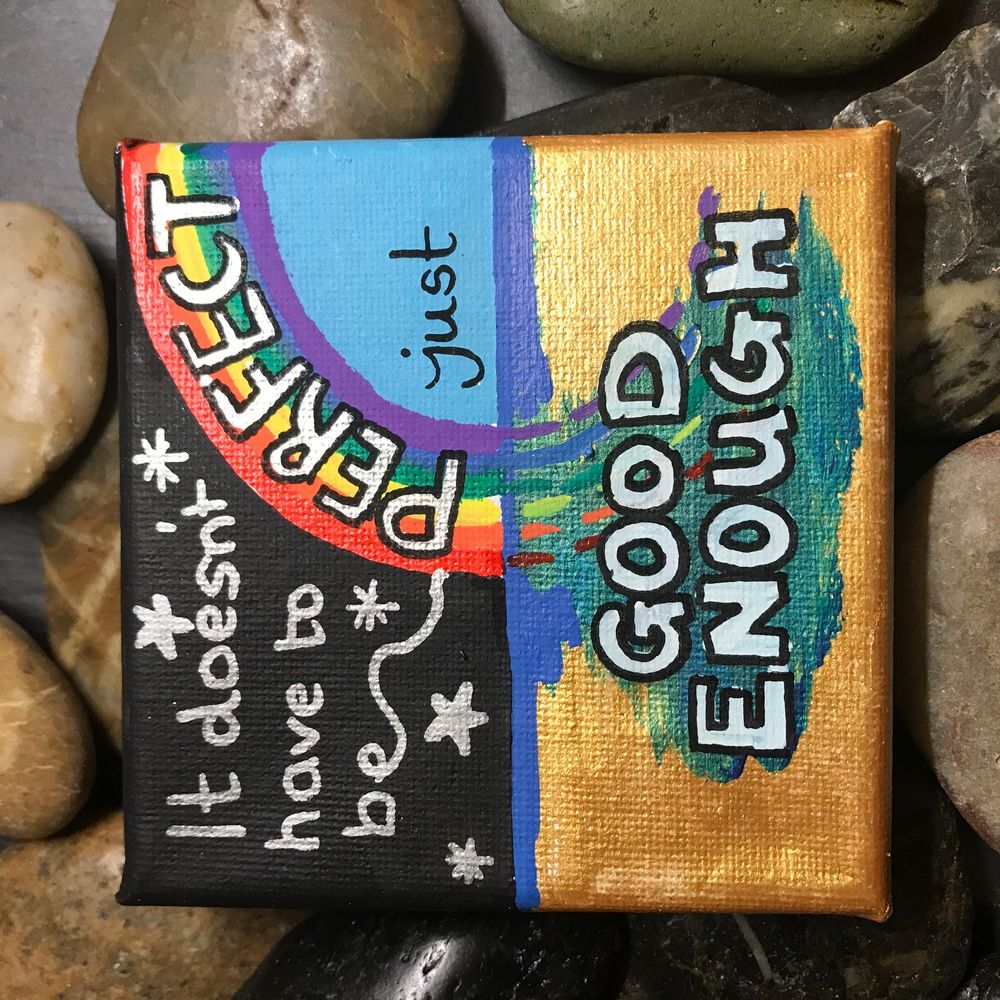 It doesn't
have to
be
PERFECT
just
GOOD
ENOUGH